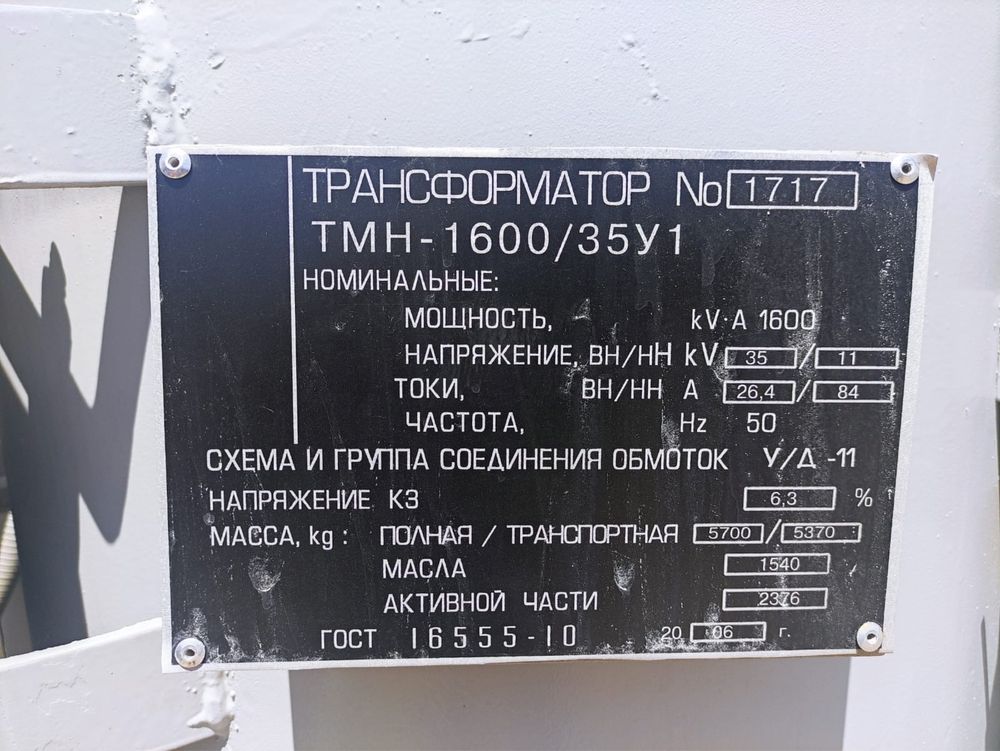 ТРАНСФОРМАТОР No 1717
ТМН-1600/35У1
НОМИНАЛЬНЫЕ:
МОЩНОСТЬ, kV·A 1600
НАПРЯЖЕНИЕ, ВН/НН kV 35 / 11
ТОКИ, ВН/НН А 26,4 / 84
ЧАСТОТА, Hz 50
СХЕМА И ГРУППА СОЕДИНЕНИЯ ОБМОТОК У/Д -11
НАПРЯЖЕНИЕ КЗ 6,3 %
МАССА, kg: ПОЛНАЯ / ТРАНСПОРТНАЯ 5700 / 5370
МАСЛА 1540
АКТИВНОЙ ЧАСТИ 2376
ГОСТ 16555-10 20 06 г.